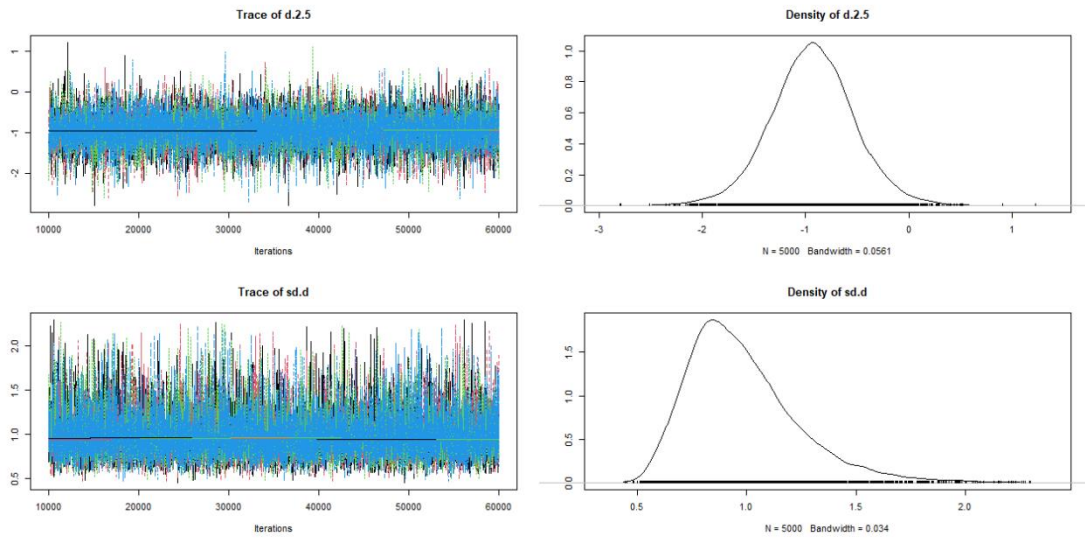 Trace of d.2.5
1
0
-1
-2
10000 20000 30000 40000 50000 60000
Iterations
Density of d.2.5
1.0
0.8
0.6
0.4
0.2
0.0
-3 -2 -1 0 1
N = 5000 Bandwidth = 0.0561
Trace of sd.d
2.0
1.5
1.0
0.5
10000 20000 30000 40000 50000 60000
Iterations
Density of sd.d
1.5
1.0
0.5
0.0
0.5 1.0 1.5 2.0
N = 5000 Bandwidth = 0.034